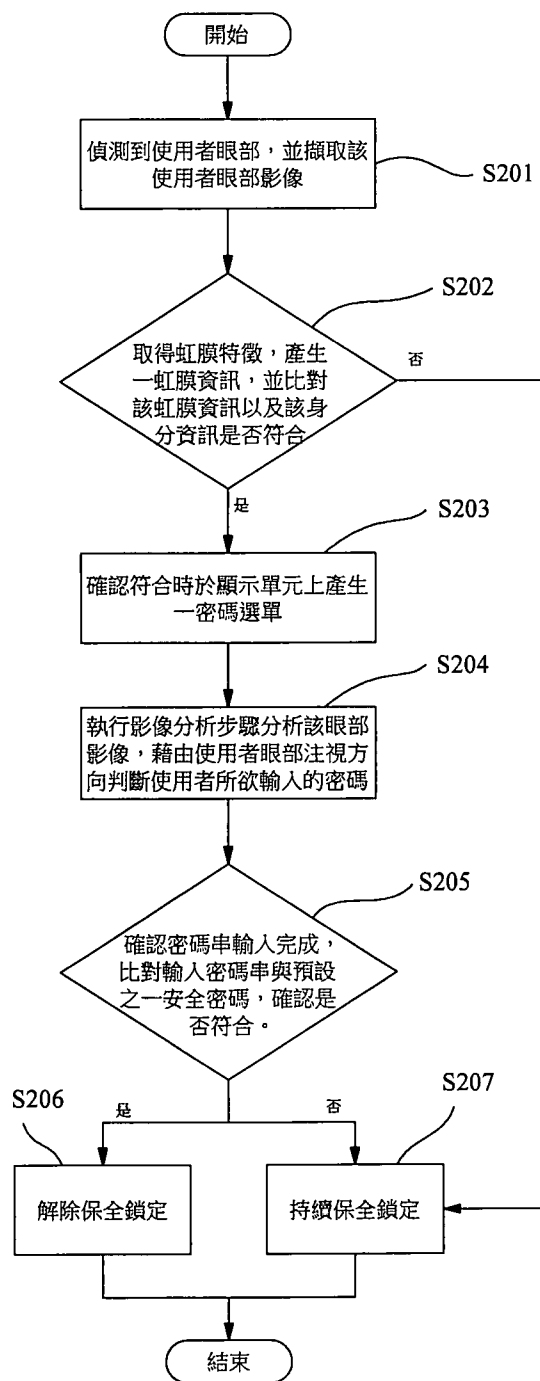 開始
偵測到使用者眼部，並擷取該
使用者眼部影像
S201
S202
取得虹膜特徵，產生
一虹膜資訊，並比對
該虹膜資訊以及該身
分資訊是否符合
否
是
S203
確認符合時於顯示單元上產生
一密碼選單
S204
執行影像分析步驟分析該眼部
影像，藉由使用者眼部注視方
向判斷使用者所欲輸入的密碼
S205
確認密碼串輸入完成，
比對輸入密碼串與預設
之一安全密碼，確認是
否符合。
S206
是
否
S207
解除保全鎖定
持續保全鎖定
結束